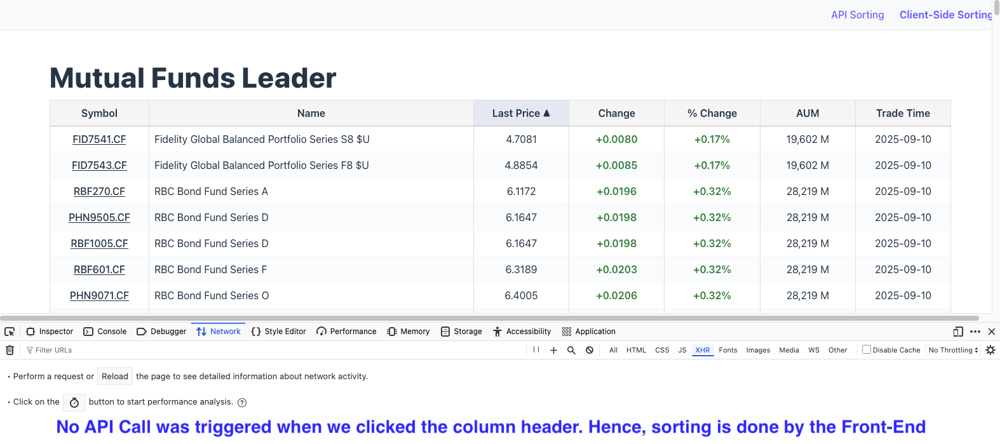 API Sorting Client-Side Sorting
Mutual Funds Leader
Symbol Name Last Price ▲ Change % Change AUM Trade Time
FID7541.CF Fidelity Global Balanced Portfolio Series S8 $U 4.7081 +0.0080 +0.17% 19,602 M 2025-09-10
FID7543.CF Fidelity Global Balanced Portfolio Series F8 $U 4.8854 +0.0085 +0.17% 19,602 M 2025-09-10
RBF270.CF RBC Bond Fund Series A 6.1172 +0.0196 +0.32% 28,219 M 2025-09-10
PHN9505.CF RBC Bond Fund Series D 6.1647 +0.0198 +0.32% 28,219 M 2025-09-10
RBF1005.CF RBC Bond Fund Series D 6.1647 +0.0198 +0.32% 28,219 M 2025-09-10
RBF601.CF RBC Bond Fund Series F 6.3189 +0.0203 +0.32% 28,219 M 2025-09-10
PHN9071.CF RBC Bond Fund Series O 6.4005 +0.0206 +0.32% 28,219 M 2025-09-10
Inspector Console Debugger Network Style Editor Performance Memory Storage Accessibility Application
Filter URLs All HTML CSS JS XHR Fonts Images Media WS Other Disable Cache No Throttling
• Perform a request or Reload the page to see detailed information about network activity.
• Click on the button to start performance analysis. ?
No API Call was triggered when we clicked the column header. Hence, sorting is done by the Front-End